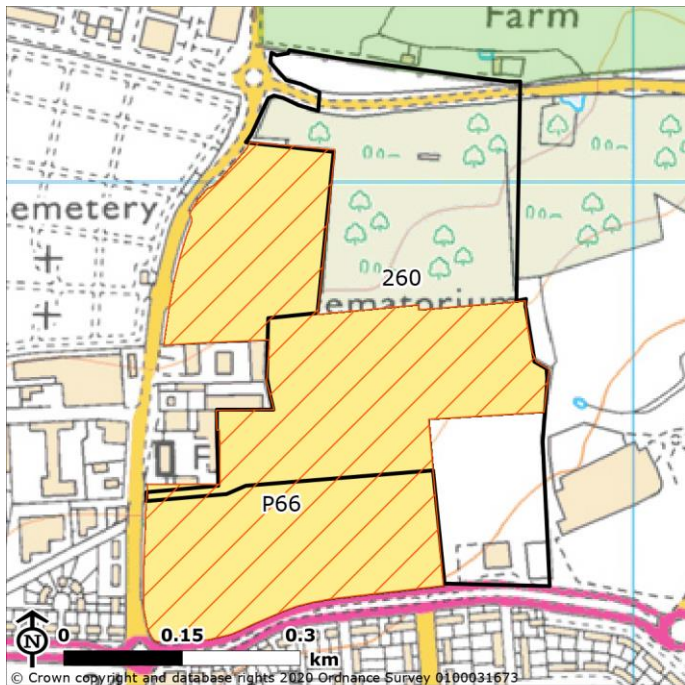 Farm
emetery
260
ematorium
F
P66
N
0 0.15 0.3
km
© Crown copyright and database rights 2020 Ordnance Survey 0100031673